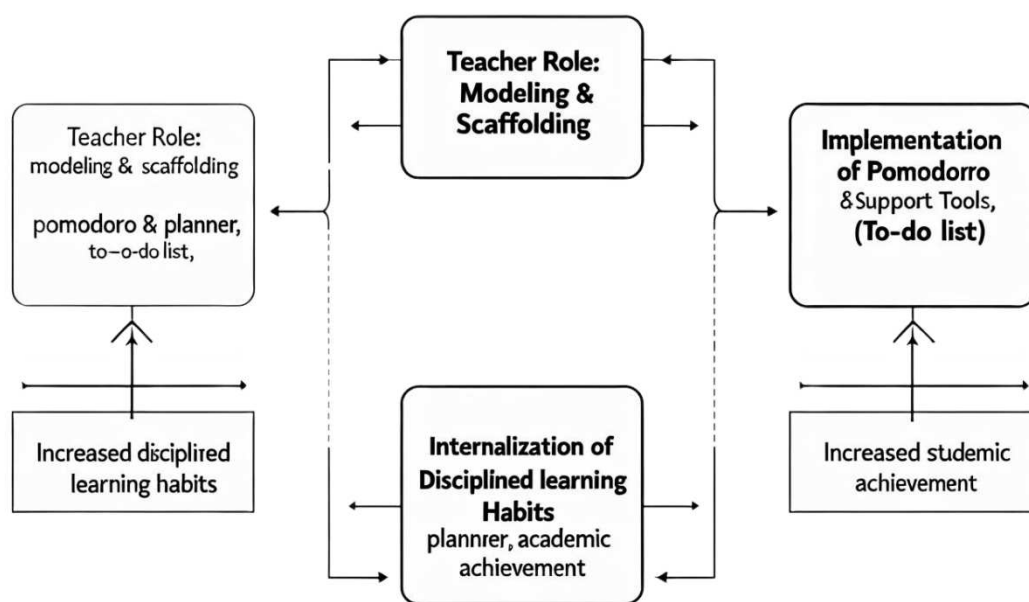 Teacher Role:
Modeling &
Scaffolding
Teacher Role:
modeling & scaffolding
pomodoro & planner,
to-o-do list,
Implementation
of Pomodorro
& Support Tools,
(To-do list)
Increased disciplired
learning habits
Internalization of
Disciplined learning
Habits
plannrer, academic
achievement
Increased studemic
achievement